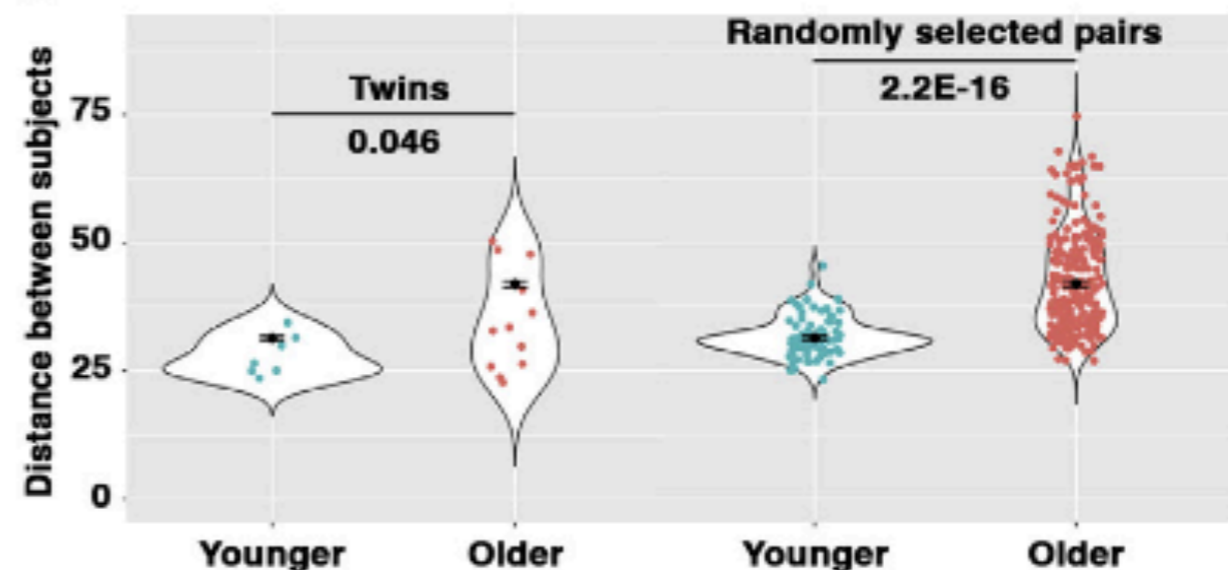 Randomly selected pairs
2.2E-16
Twins
0.046
Distance between subjects
75
50
25
0
Younger
Older
Younger
Older